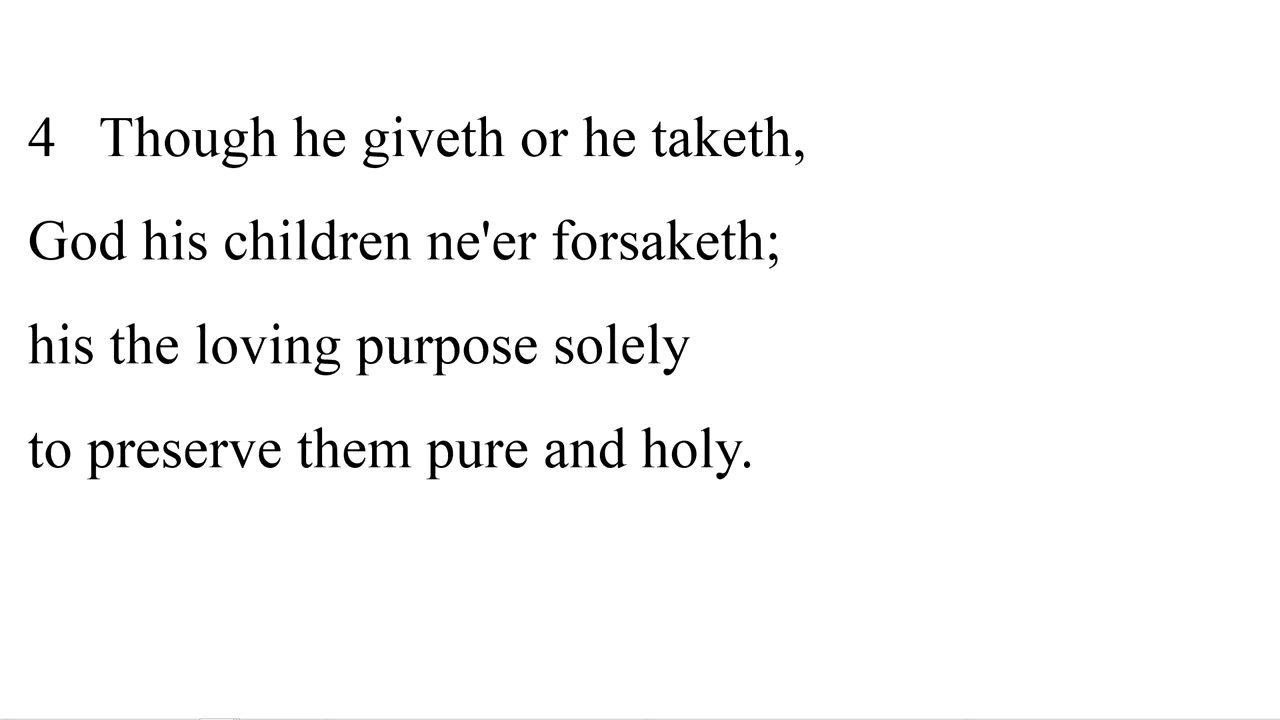 4 Though he giveth or he taketh,
God his children ne'er forsaketh;
his the loving purpose solely
to preserve them pure and holy.